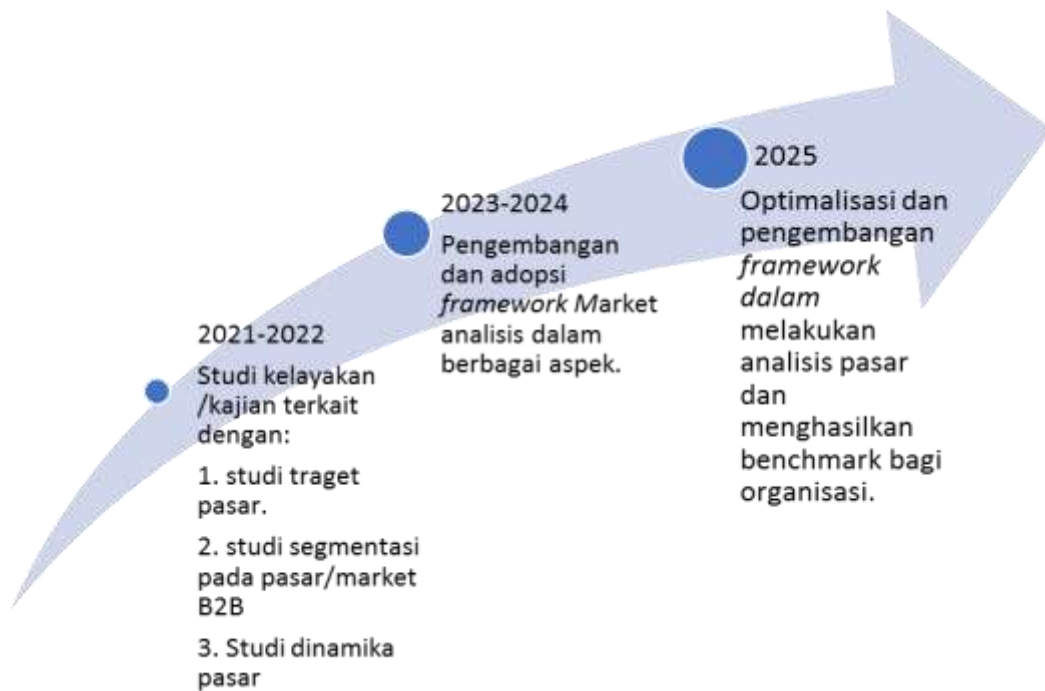 2021-2022
Studi kelayakan
/kajian terkait
dengan:
1. studi traget
pasar.
2. studi segmentasi
pada pasar/market
B2B
3. Studi dinamika
pasar
2023-2024
Pengembangan
dan adopsi
framework Market
analisis dalam
berbagai aspek.
2025
Optimalisasi dan
pengembangan
framework
dalam
melakukan
analisis pasar
dan
menghasilkan
benchmark bagi
organisasi.